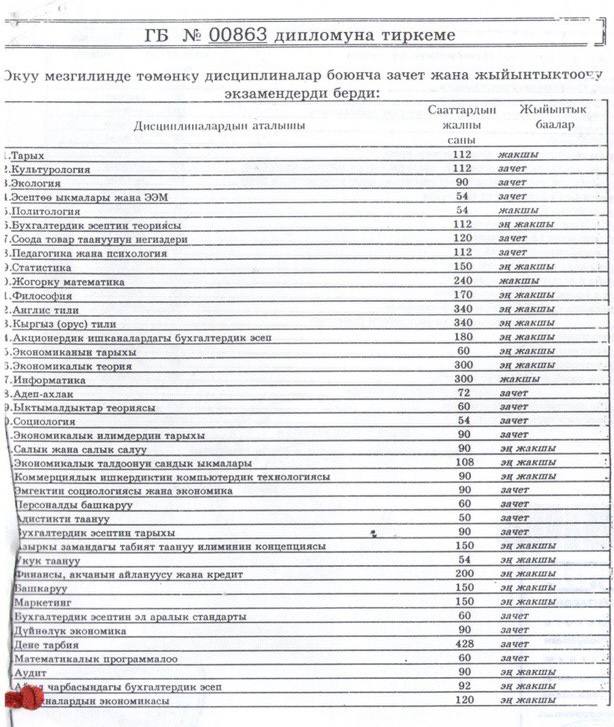 ГБ № 00863 дипломуна тиркеме
Окуу мезгилинде төмөнку дисциплиналар боюнча зачет жана жыйынтыктоочу
экзамендерди берди:
Дисциплиналардын аталышы Сааттардын жалпы саны Жыйынтык баалар
1.Тарых 112 жакшы
2.Культурология 112 зачет
3.Экология 90 зачет
4.Эсептөө ыкмалары жана ЭЭМ 54 зачет
5.Политология 54 жакшы
6.Бухгалтердик эсептин теориясы 112 эң жакшы
7.Соода товар таануунун негиздери 120 зачет
8.Педагогика жана психология 112 зачет
9.Статистика 150 эң жакшы
0.Жогорку математика 240 жакшы
1.Философия 170 эң жакшы
2.Англис тили 340 эң жакшы
3.Кыргыз (орус) тили 340 эң жакшы
4.Акционердик ишканалардагы бухгалтердик эсеп 180 эң жакшы
5.Экономиканын тарыхы 60 эң жакшы
6.Экономикалык теория 300 эң жакшы
7.Информатика 300 жакшы
8.Адеп-ахлак 72 зачет
9.Ыктымалдыктар теориясы 60 зачет
0.Социология 54 зачет
Экономикалык илимдердин тарыхы 90 зачет
Салык жана салык салуу 90 эң жакшы
Экономикалык талдоонун сандык ыкмалары 108 эң жакшы
Коммерциялык ишкердиктин компьютердик технологиясы 90 эң жакшы
Эмгектин социологиясы жана экономика 90 зачет
Персоналды башкаруу 60 зачет
Адистикти таануу 50 зачет
Бухгалтердик эсептин тарыхы 90 зачет
Азыркы замандагы табият таануу илиминин концепциясы 150 эң жакшы
Укук таануу 54 эң жакшы
Финансы, акчанын айлануусу жана кредит 200 эң жакшы
Башкаруу 150 эң жакшы
Маркетинг 150 эң жакшы
Бухгалтердик эсептин эл аралык стандарты 60 зачет
Дүйнөлүк экономика 90 зачет
Дене тарбия 428 зачет
Математикалык программалоо 60 зачет
Аудит 90 эң жакшы
чарбасындагы бухгалтердик эсеп 92 эң жакшы
экономикасы 120 эң жакшы